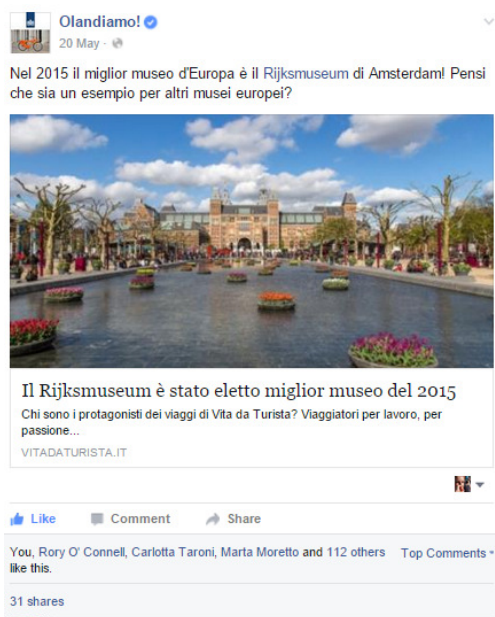 Olandiamo!
20 May ·
Nel 2015 il miglior museo d'Europa è il Rijksmuseum di Amsterdam! Pensi
che sia un esempio per altri musei europei?
Il Rijksmuseum è stato eletto miglior museo del 2015
Chi sono i protagonisti dei viaggi di Vita da Turista? Viaggiatori per lavoro, per
passione...
VITADATURISTA.IT
Like Comment Share
You, Rory O' Connell, Carlotta Taroni, Marta Moretto and 112 others Top Comments
like this.
31 shares